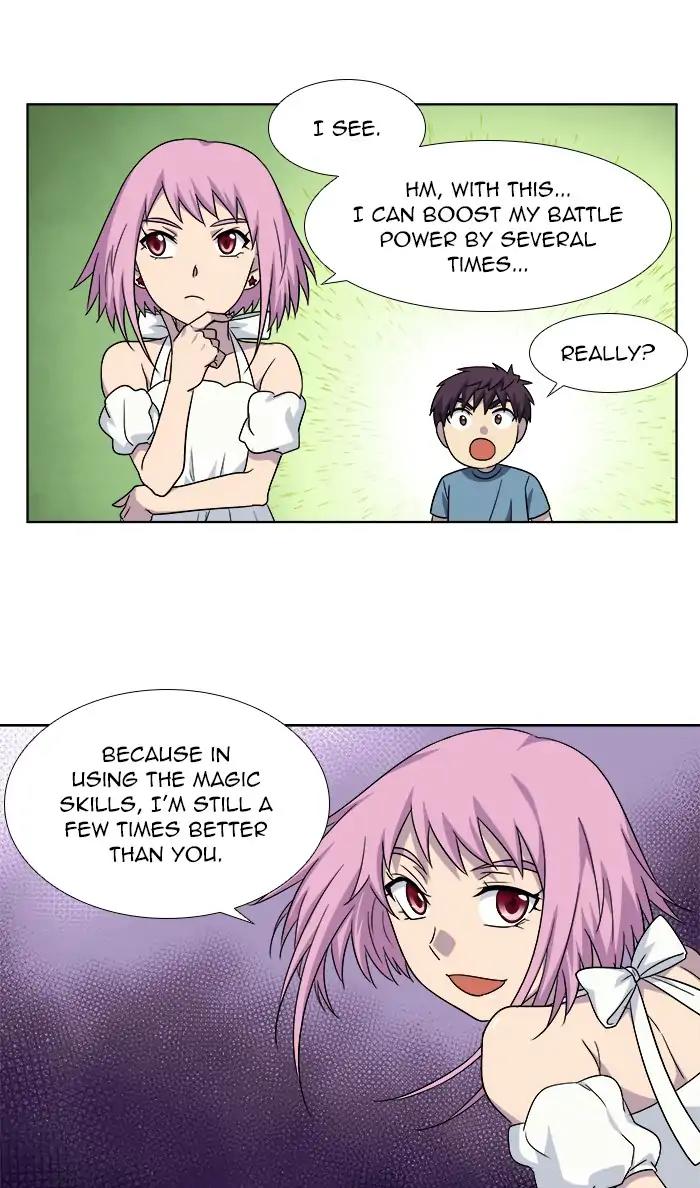 I SEE.
HM, WITH THIS...
I CAN BOOST MY BATTLE
POWER BY SEVERAL
TIMES...
REALLY?
BECAUSE IN
USING THE MAGIC
SKILLS, I'M STILL A
FEW TIMES BETTER
THAN YOU.